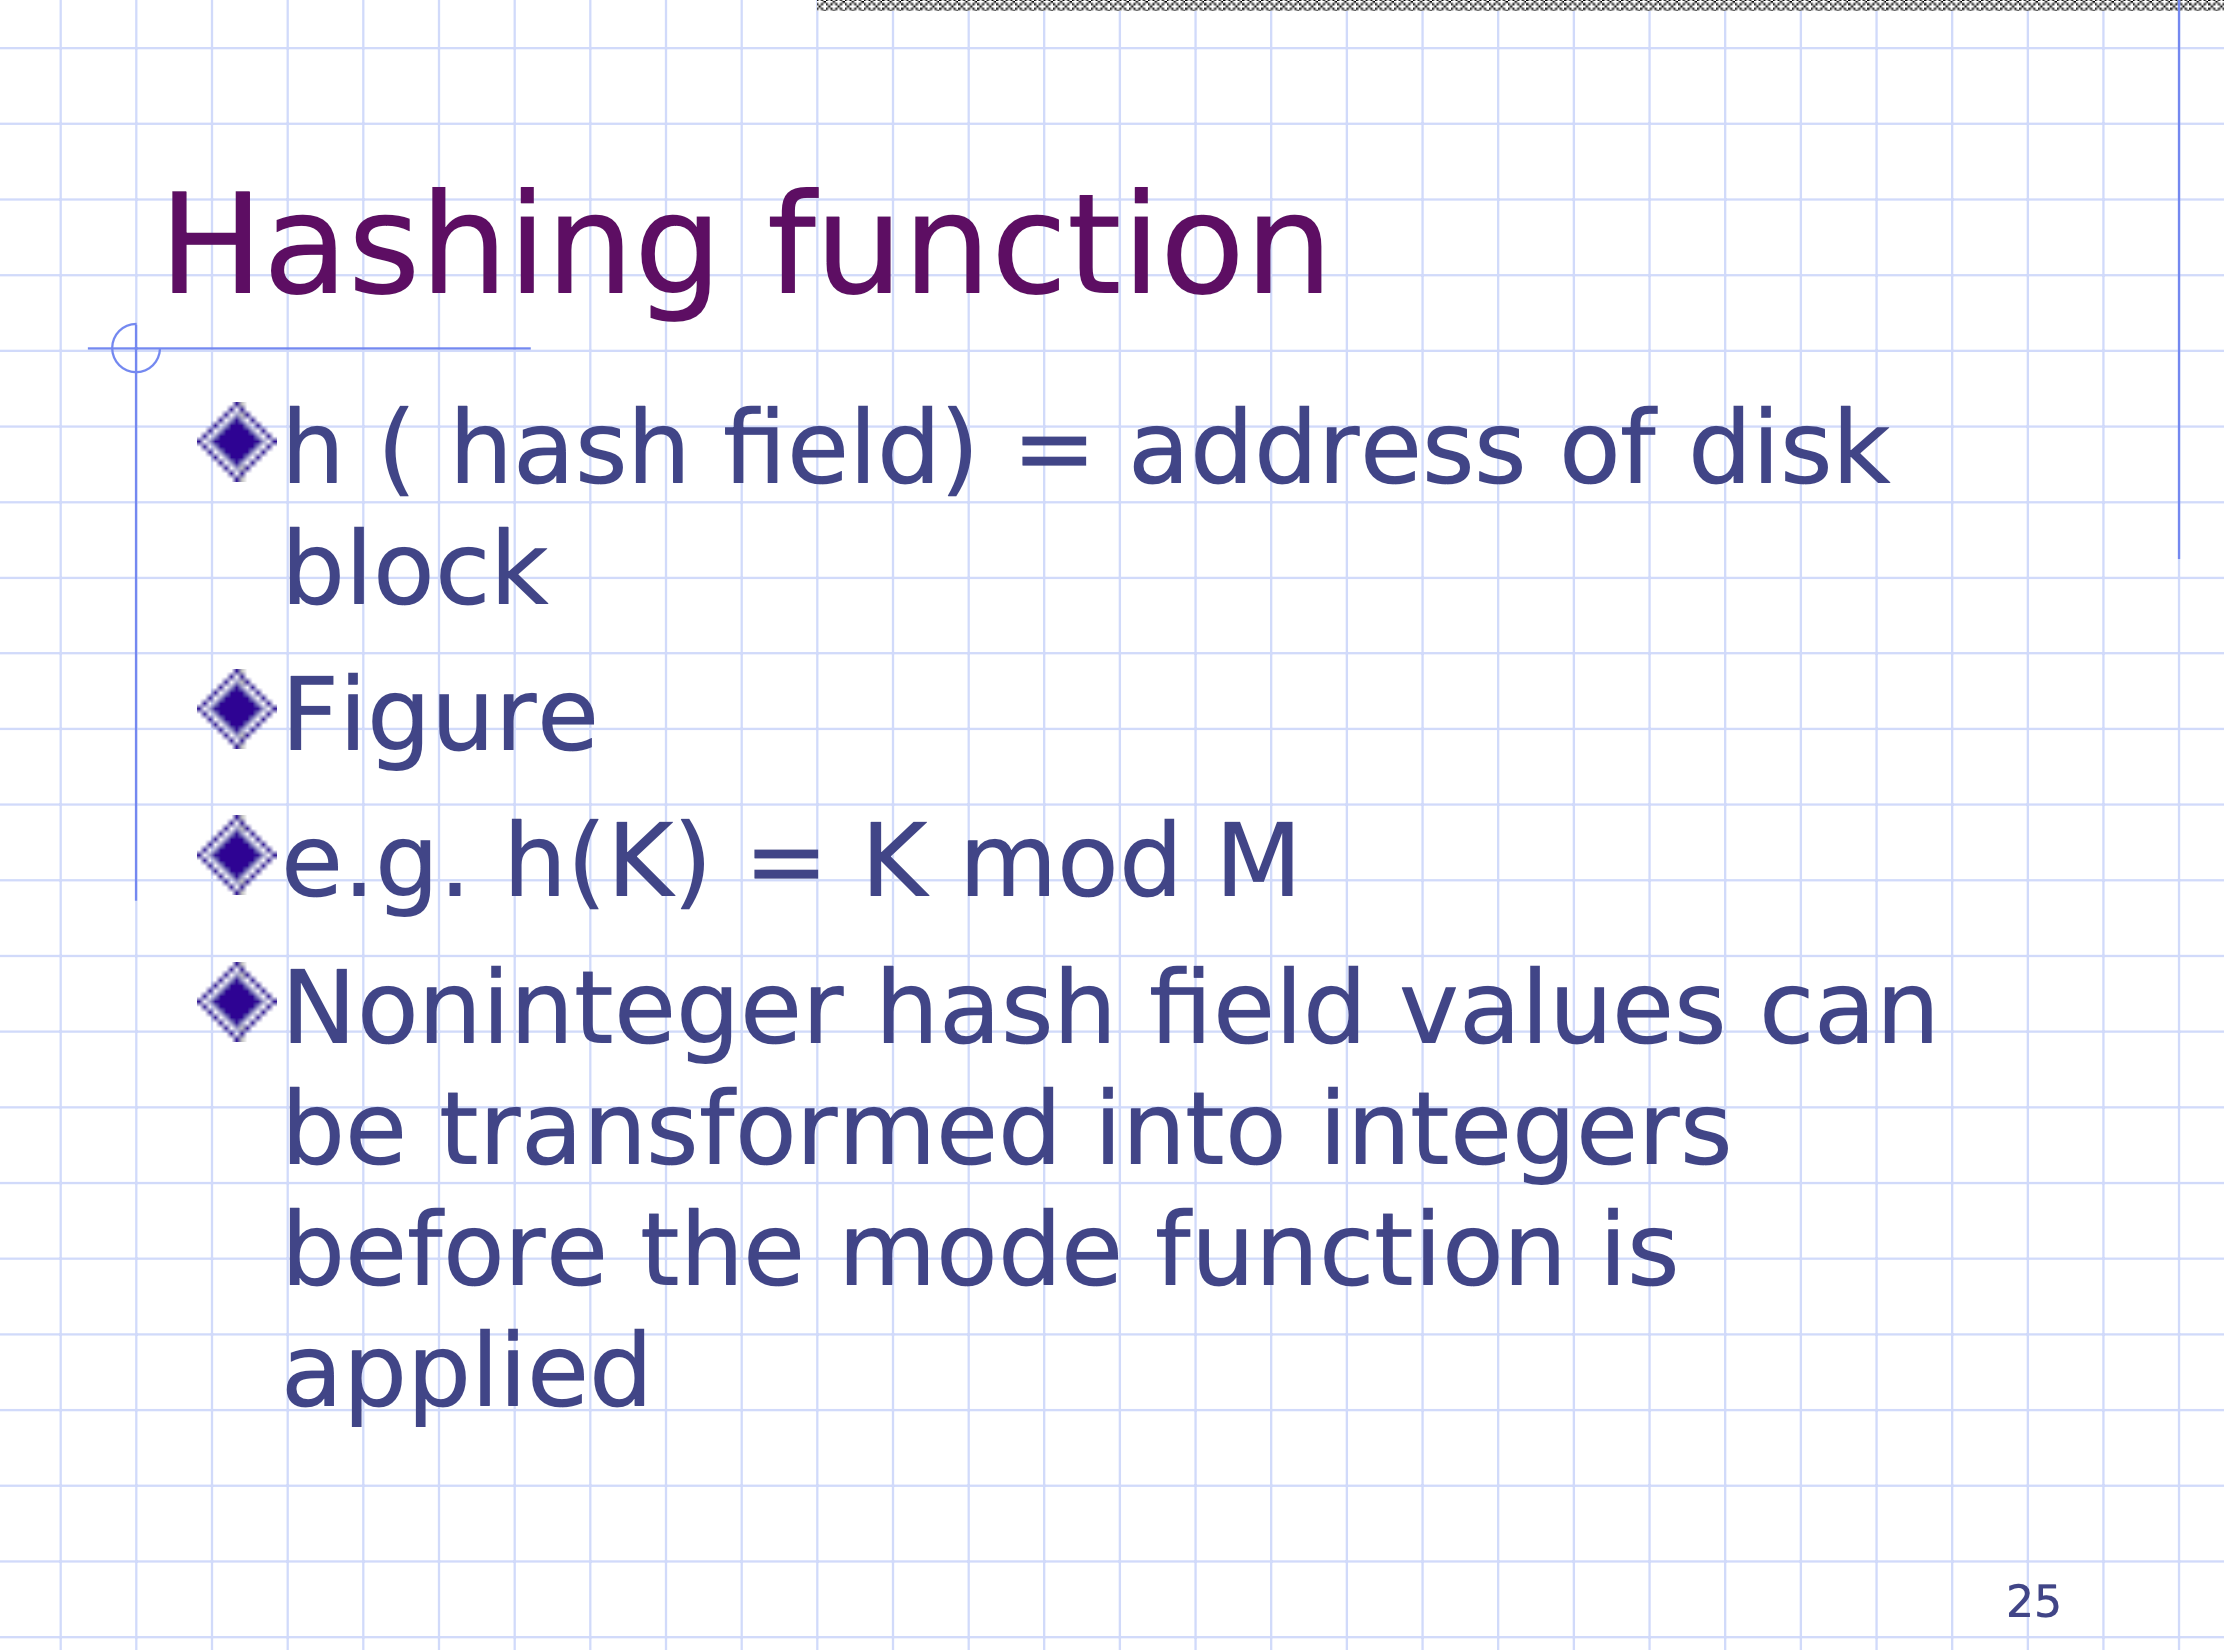 Hashing function
h ( hash field) = address of disk
block
Figure
e.g. h(K) = K mod M
Noninteger hash field values can
be transformed into integers
before the mode function is
applied
25